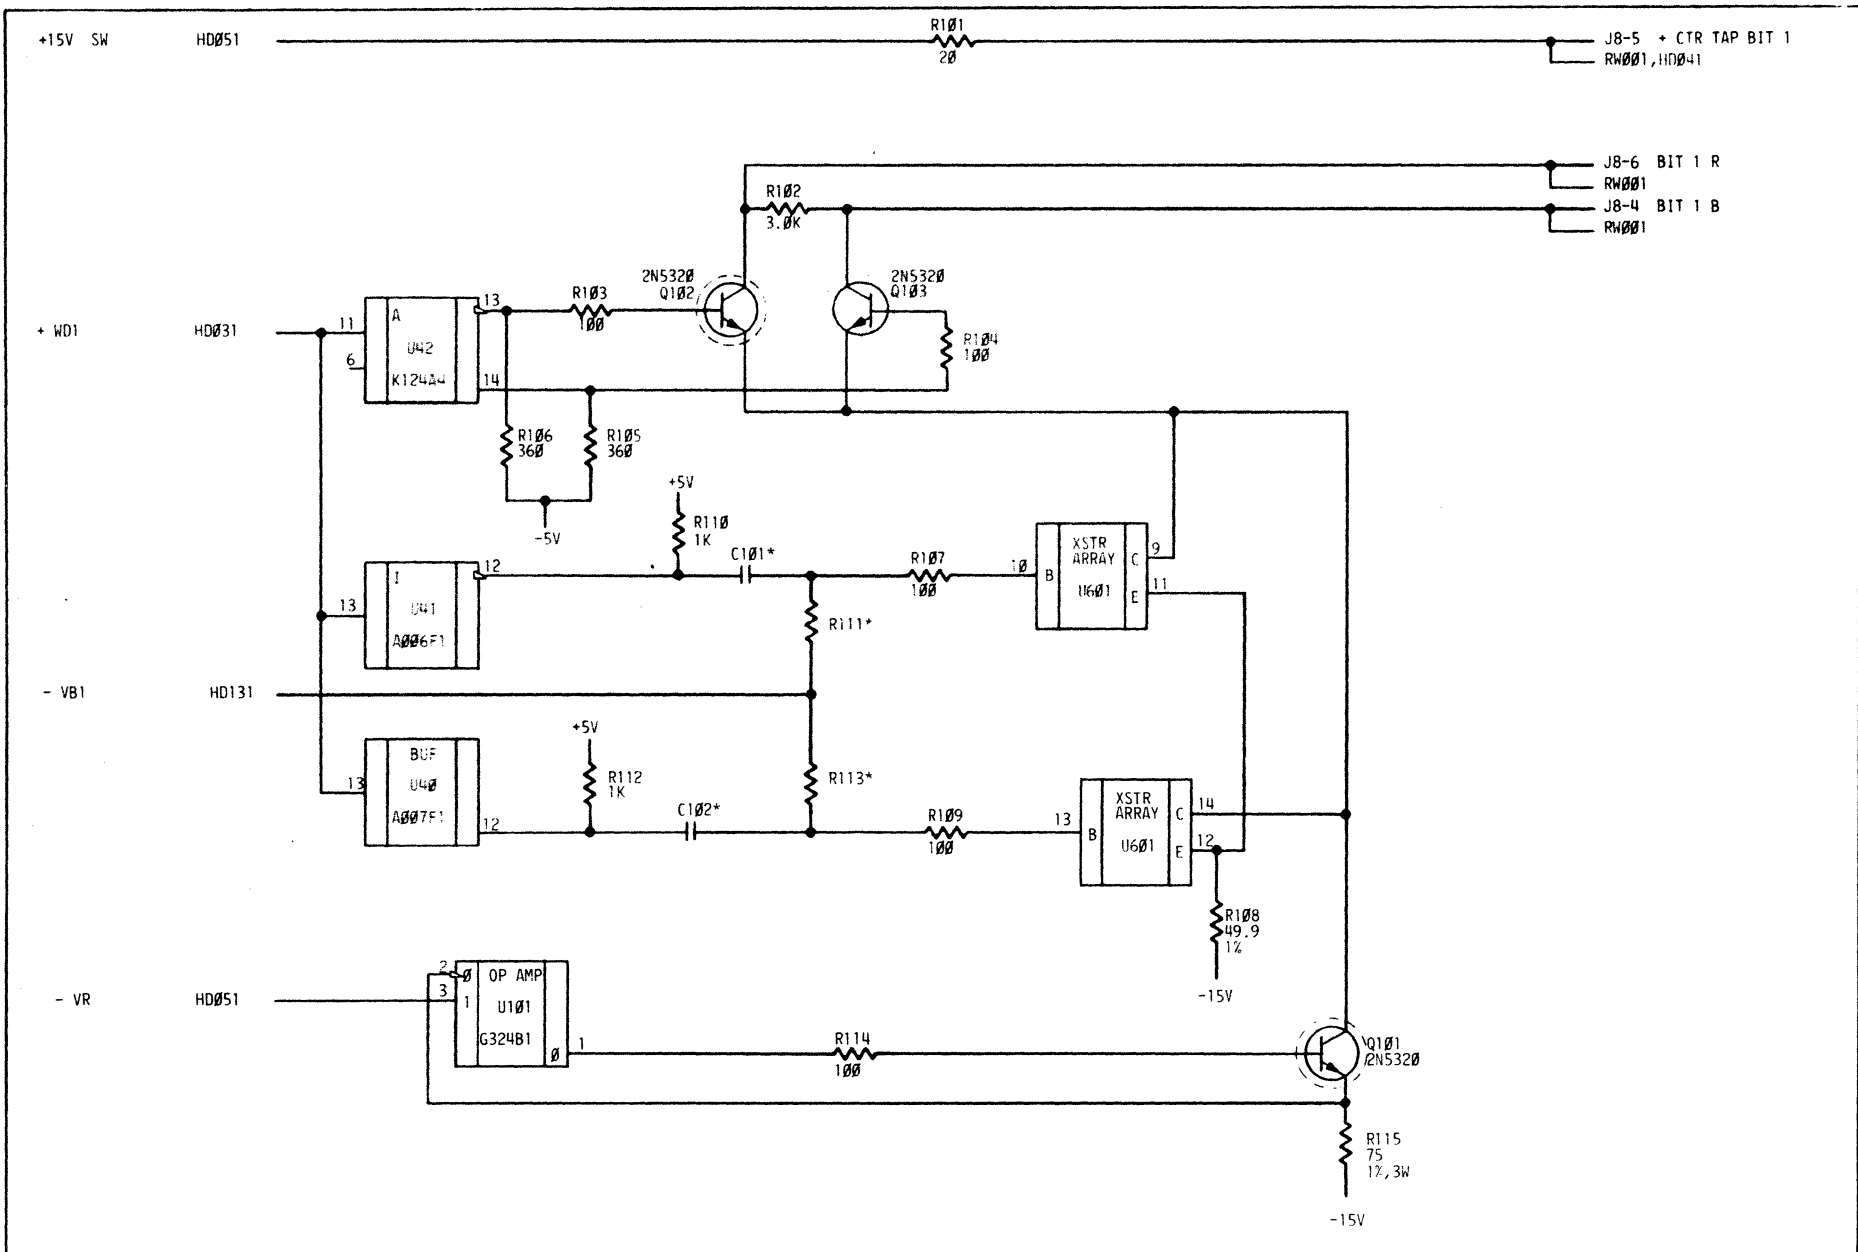 +15V SW HDØ51
R1Ø1
2Ø
J8-5 + CTR TAP BIT 1
RWØØ1,HDØ41
J8-6 BIT 1 R
RWØØ1
J8-4 BIT 1 B
RWØØ1
R1Ø2
3.ØK
2N532Ø
Q1Ø2
2N532Ø
Q1Ø3
R1Ø3
1ØØ
R1Ø4
1ØØ
+ WD1 HDØ31
11
6
A
U42
K124A4
13
14
R1Ø6
36Ø
R1Ø5
36Ø
-5V
+5V
R11Ø
1K
C1Ø1*
R1Ø7
1ØØ
13
I
U41
AØØ6F1
12
1Ø
B
XSTR
ARRAY
U6Ø1
C
E
9
11
R111*
- VB1 HD131
+5V
R112
1K
R113*
13
BUF
U4Ø
AØØ7F1
12
C1Ø2*
R1Ø9
1ØØ
13
B
XSTR
ARRAY
U6Ø1
C
E
14
12
R1Ø8
49.9
1%
-15V
- VR HDØ51
2
3
Ø
1
OP AMP
U1Ø1
G324B1
Ø
1
R114
1ØØ
Q1Ø1
2N532Ø
R115
75
1%,3W
-15V